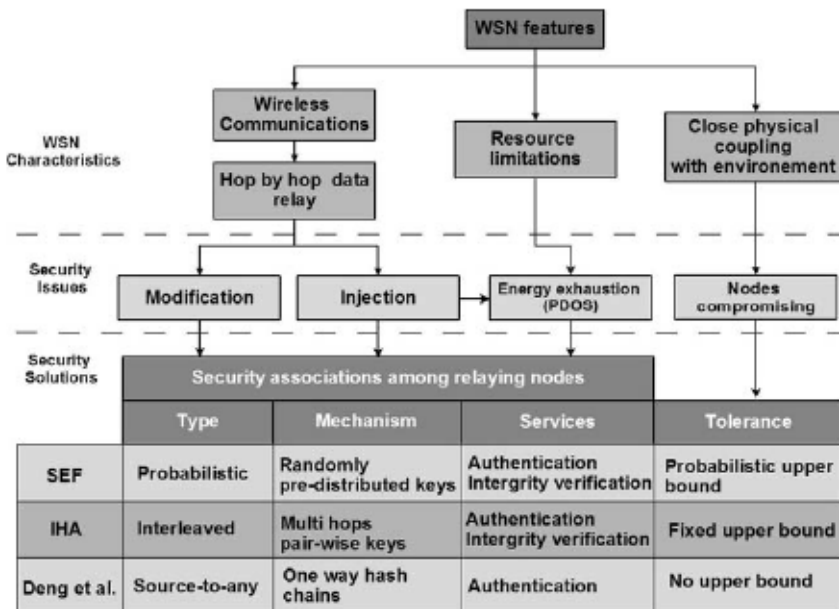 WSN features
Wireless
Communications
Resource
limitations
Close physical
coupling
with environement
WSN
Characteristics
Hop by hop data
relay
Security
Issues
Modification
Injection
Energy exhaustion
(PDOS)
Nodes
compromising
Security
Solutions
Security associations among relaying nodes
Type
Mechanism
Services
Tolerance
SEF
Probabilistic
Randomly
pre-distributed keys
Authentication
Intergrity verification
Probabilistic upper
bound
IHA
Interleaved
Multi hops
pair-wise keys
Authentication
Intergrity verification
Fixed upper bound
Deng et al.
Source-to-any
One way hash
chains
Authentication
No upper bound